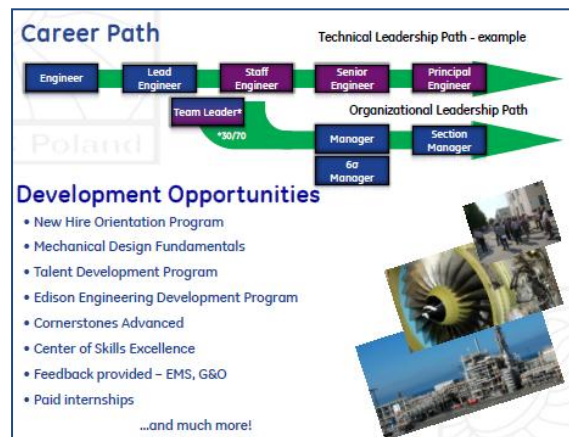 Career Path
Technical Leadership Path - example
Engineer
Lead
Engineer
Staff
Engineer
Senior
Engineer
Principal
Engineer
Team Leader*
*30/70
Organizational Leadership Path
Manager
Section
Manager
6σ
Manager
Poland
Development Opportunities
• New Hire Orientation Program
• Mechanical Design Fundamentals
• Talent Development Program
• Edison Engineering Development Program
• Cornerstones Advanced
• Center of Skills Excellence
• Feedback provided – EMS, G&O
• Paid internships
...and much more!